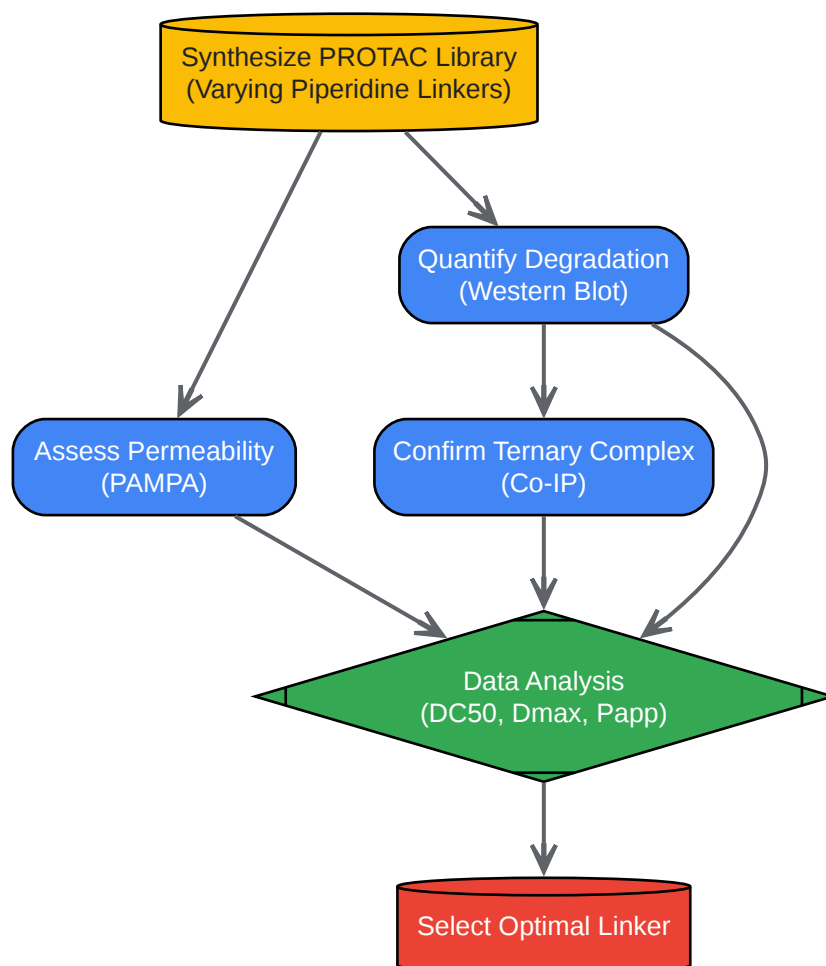 Synthesize PROTAC Library
(Varying Piperidine Linkers)
Quantify Degradation
(Western Blot)
Assess Permeability
(PAMPA)
Confirm Ternary Complex
(Co-IP)
Data Analysis
(DC50, Dmax, Papp)
Select Optimal Linker